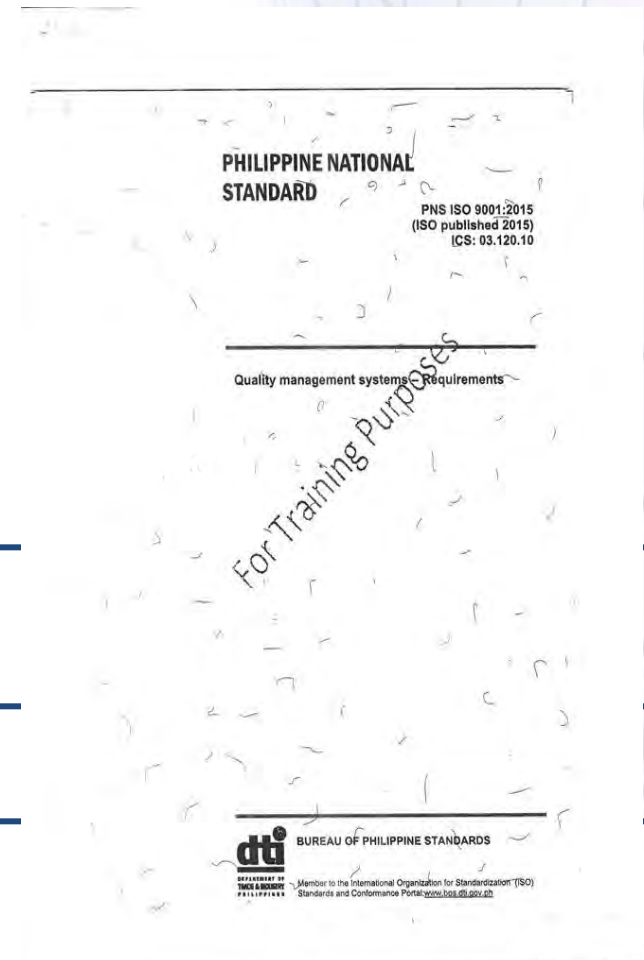 PHILIPPINE NATIONAL
STANDARD
PNS ISO 9001:2015
(ISO published 2015)
ICS: 03.120.10
Quality management systems – Requirements
For Training Purposes
dti
DEPARTMENT OF
TRADE & INDUSTRY
PHILIPPINES
BUREAU OF PHILIPPINE STANDARDS
Member to the International Organization for Standardization (ISO)
Standards and Conformance Portal:www.bps.dti.gov.ph